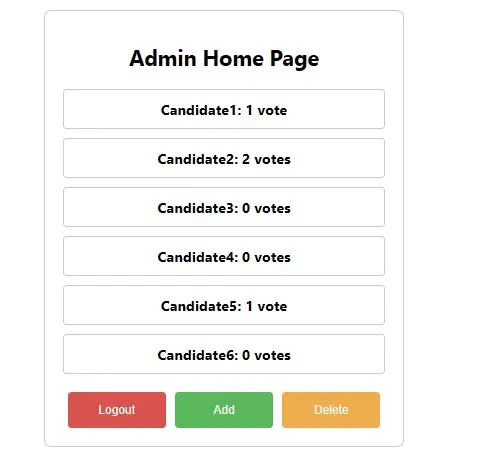 Admin Home Page
Candidate1: 1 vote
Candidate2: 2 votes
Candidate3: 0 votes
Candidate4: 0 votes
Candidate5: 1 vote
Candidate6: 0 votes
Logout Add Delete